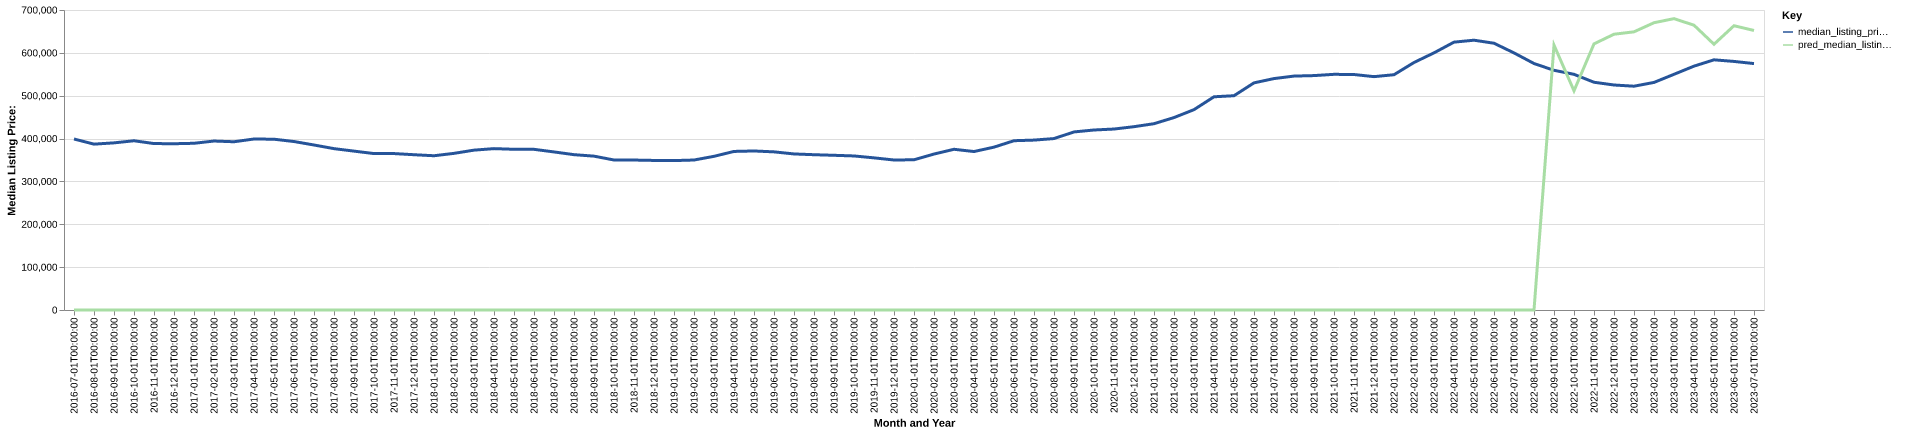 700,000
600,000
500,000
400,000
300,000
200,000
100,000
0
Median Listing Price:
2016-07-01T00:00:00
2016-08-01T00:00:00
2016-09-01T00:00:00
2016-10-01T00:00:00
2016-11-01T00:00:00
2016-12-01T00:00:00
2017-01-01T00:00:00
2017-02-01T00:00:00
2017-03-01T00:00:00
2017-04-01T00:00:00
2017-05-01T00:00:00
2017-06-01T00:00:00
2017-07-01T00:00:00
2017-08-01T00:00:00
2017-09-01T00:00:00
2017-10-01T00:00:00
2017-11-01T00:00:00
2017-12-01T00:00:00
2018-01-01T00:00:00
2018-02-01T00:00:00
2018-03-01T00:00:00
2018-04-01T00:00:00
2018-05-01T00:00:00
2018-06-01T00:00:00
2018-07-01T00:00:00
2018-08-01T00:00:00
2018-09-01T00:00:00
2018-10-01T00:00:00
2018-11-01T00:00:00
2018-12-01T00:00:00
2019-01-01T00:00:00
2019-02-01T00:00:00
2019-03-01T00:00:00
2019-04-01T00:00:00
2019-05-01T00:00:00
2019-06-01T00:00:00
2019-07-01T00:00:00
2019-08-01T00:00:00
2019-09-01T00:00:00
2019-10-01T00:00:00
2019-11-01T00:00:00
2019-12-01T00:00:00
2020-01-01T00:00:00
2020-02-01T00:00:00
2020-03-01T00:00:00
2020-04-01T00:00:00
2020-05-01T00:00:00
2020-06-01T00:00:00
2020-07-01T00:00:00
2020-08-01T00:00:00
2020-09-01T00:00:00
2020-10-01T00:00:00
2020-11-01T00:00:00
2020-12-01T00:00:00
2021-01-01T00:00:00
2021-02-01T00:00:00
2021-03-01T00:00:00
2021-04-01T00:00:00
2021-05-01T00:00:00
2021-06-01T00:00:00
2021-07-01T00:00:00
2021-08-01T00:00:00
2021-09-01T00:00:00
2021-10-01T00:00:00
2021-11-01T00:00:00
2021-12-01T00:00:00
2022-01-01T00:00:00
2022-02-01T00:00:00
2022-03-01T00:00:00
2022-04-01T00:00:00
2022-05-01T00:00:00
2022-06-01T00:00:00
2022-07-01T00:00:00
2022-08-01T00:00:00
2022-09-01T00:00:00
2022-10-01T00:00:00
2022-11-01T00:00:00
2022-12-01T00:00:00
2023-01-01T00:00:00
2023-02-01T00:00:00
2023-03-01T00:00:00
2023-04-01T00:00:00
2023-05-01T00:00:00
2023-06-01T00:00:00
2023-07-01T00:00:00
Month and Year
Key
median_listing_pri…
pred_median_listin…